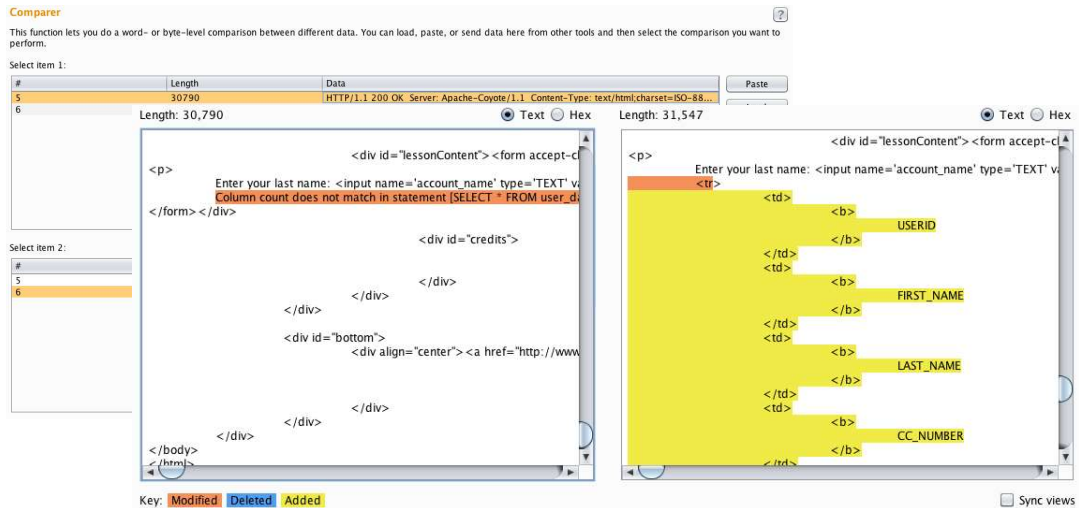 Comparer
?
This function lets you do a word- or byte-level comparison between different data. You can load, paste, or send data here from other tools and then select the comparison you want to
perform.
Select item 1:
# Length Data
5 30790 HTTP/1.1 200 OK Server: Apache-Coyote/1.1 Content-Type: text/html;charset=ISO-88...
6
Paste
Select item 2:
#
5
6
Length: 30,790 Text Hex
<div id="lessonContent"><form accept-cl
<p>
Enter your last name: <input name='account_name' type='TEXT' va
Column count does not match in statement [SELECT * FROM user_da
</form></div>
<div id="credits">
</div>
</div>
</div>
<div id="bottom">
<div align="center"><a href="http://www
</div>
</div>
</div>
</body>
</html>
Length: 31,547 Text Hex
<div id="lessonContent"><form accept-cl
<p>
Enter your last name: <input name='account_name' type='TEXT' va
<tr>
<td>
<b>
USERID
</b>
</td>
<td>
<b>
FIRST_NAME
</b>
</td>
<td>
<b>
LAST_NAME
</b>
</td>
<td>
<b>
CC_NUMBER
</b>
</td>
Key: Modified Deleted Added
Sync views